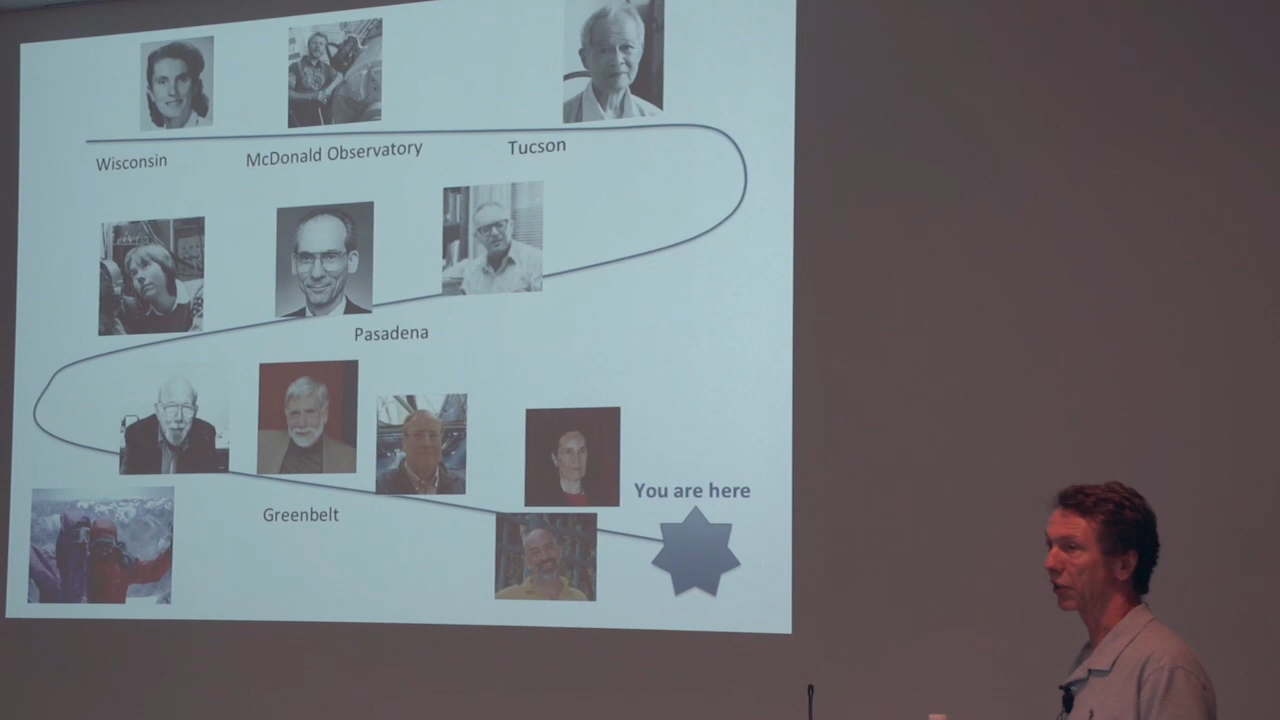 Wisconsin
McDonald Observatory
Tucson
Pasadena
You are here
Greenbelt